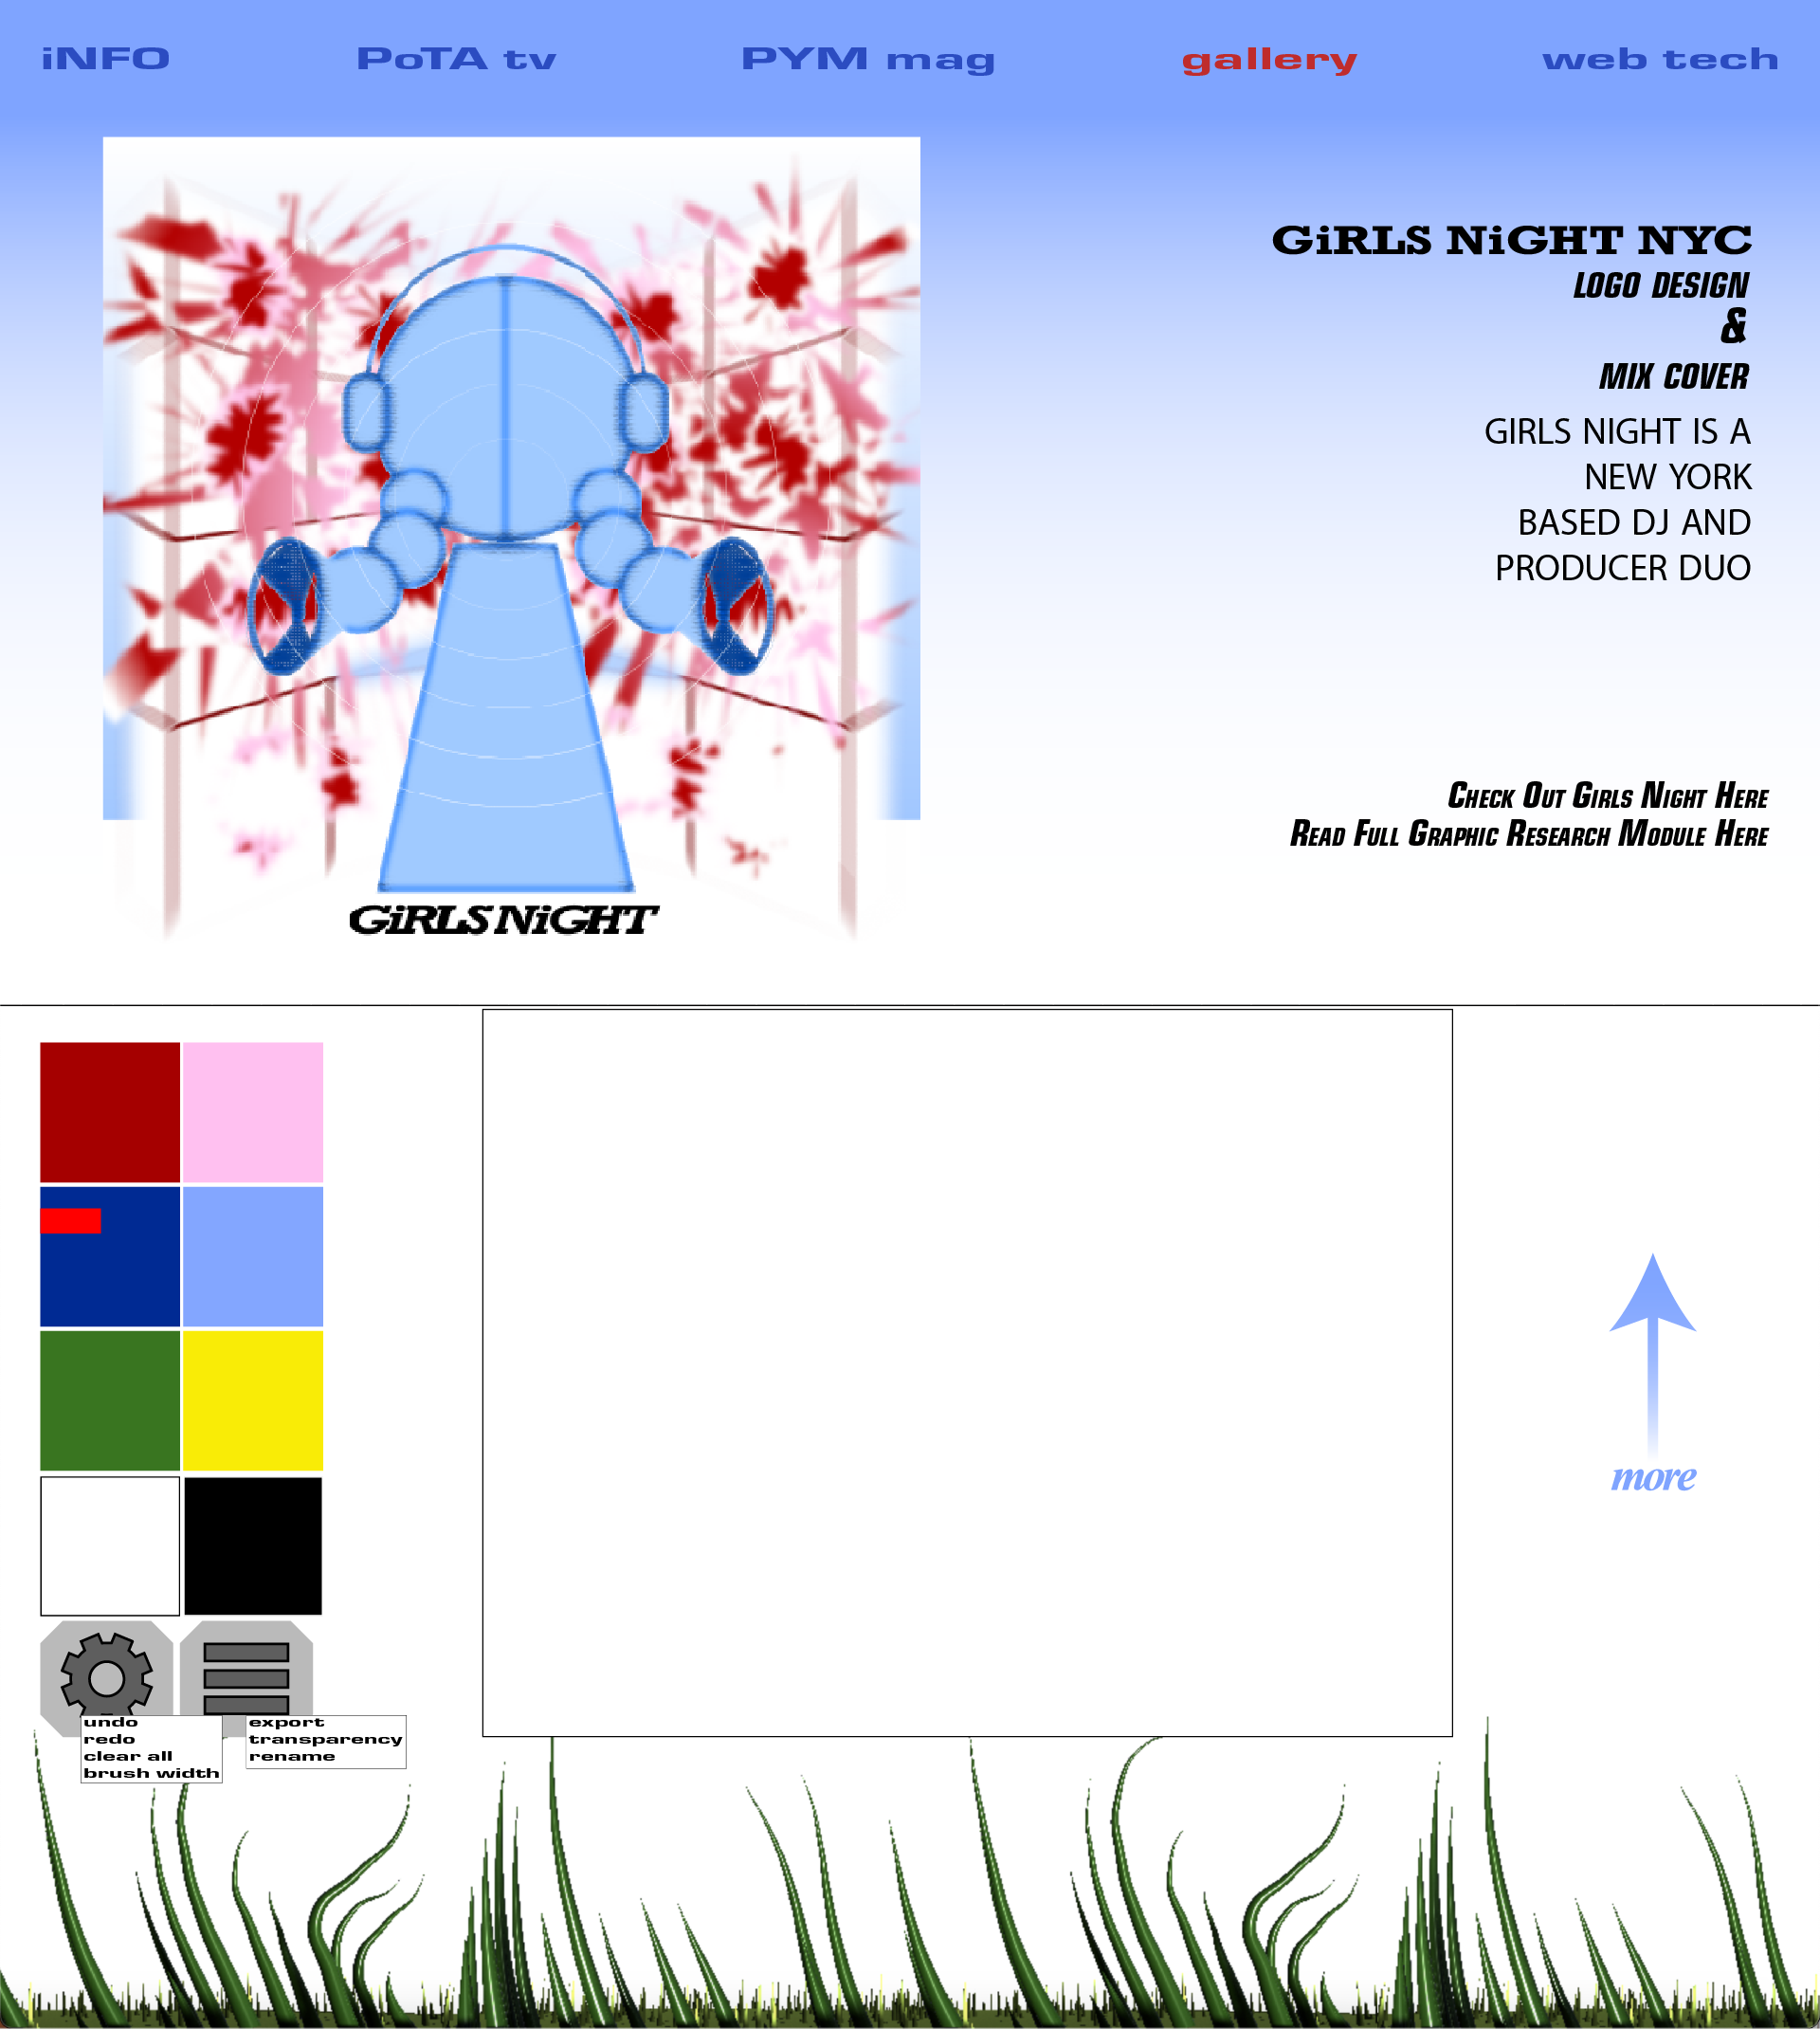 iNFO PoTA tv PYM mag gallery web tech
GiRLS NiGHT NYC
LOGO DESIGN
&
MIX COVER
GIRLS NIGHT IS A
NEW YORK
BASED DJ AND
PRODUCER DUO
Check Out Girls Night Here
Read Full Graphic Research Module Here
GiRLS NiGHT
more
undo
redo
clear all
brush width
export
transparency
rename